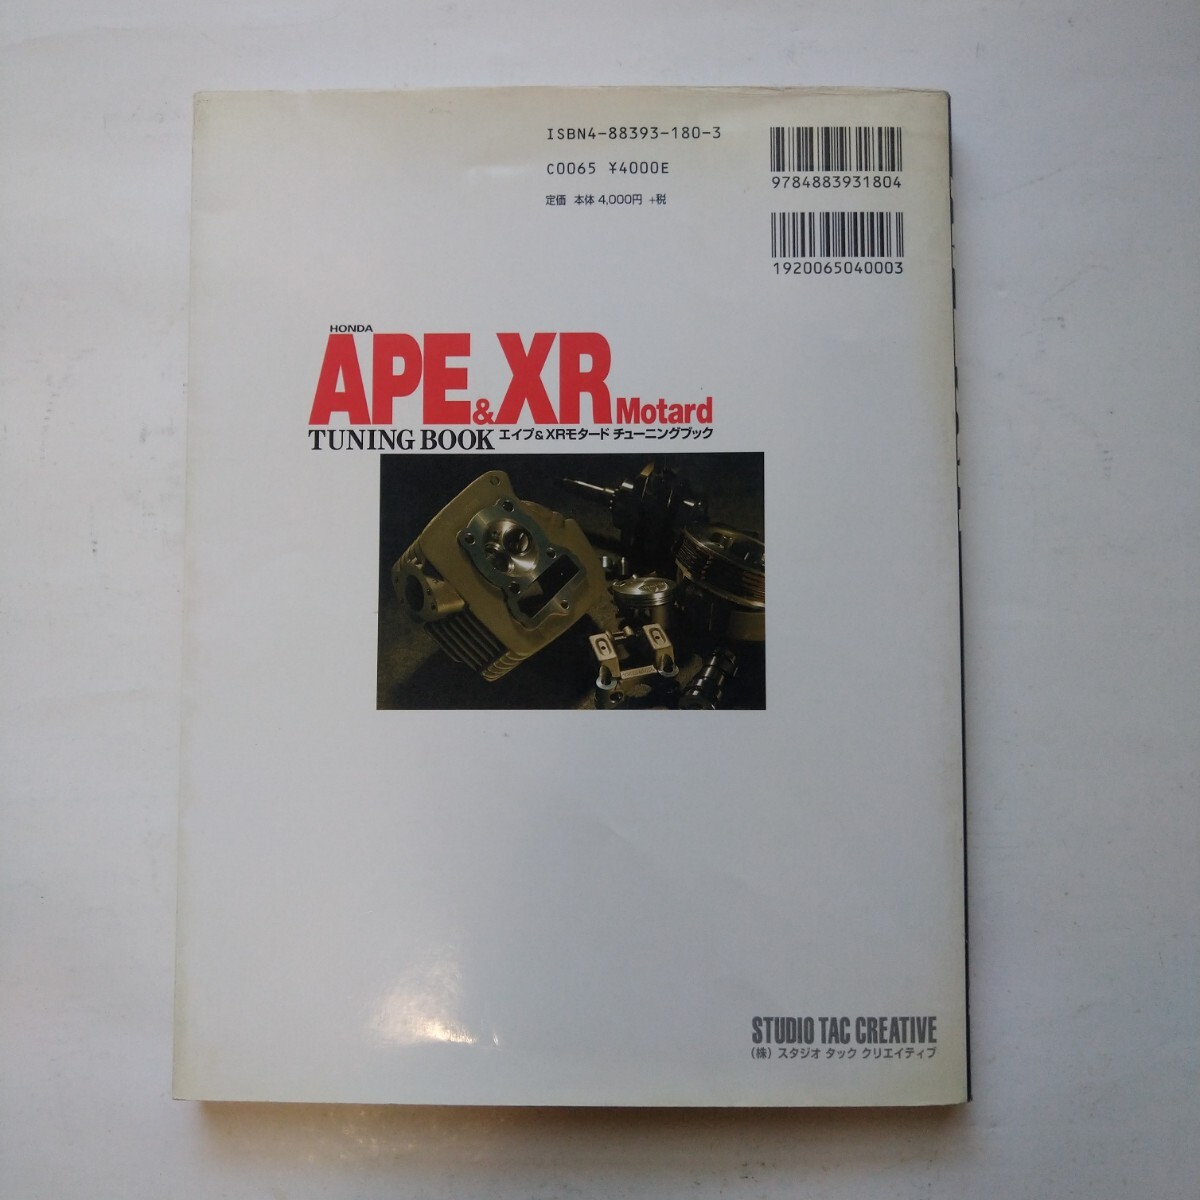 ISBN4-88393-180-3
C0065 ¥4000E
定価 本体4,000円 +税
9784883931804
1920065040003
HONDA
APE&XR Motard
TUNING BOOK エイプ&XRモタード チューニングブック
STUDIO TAC CREATIVE
(株)スタジオ タック クリエイティブ